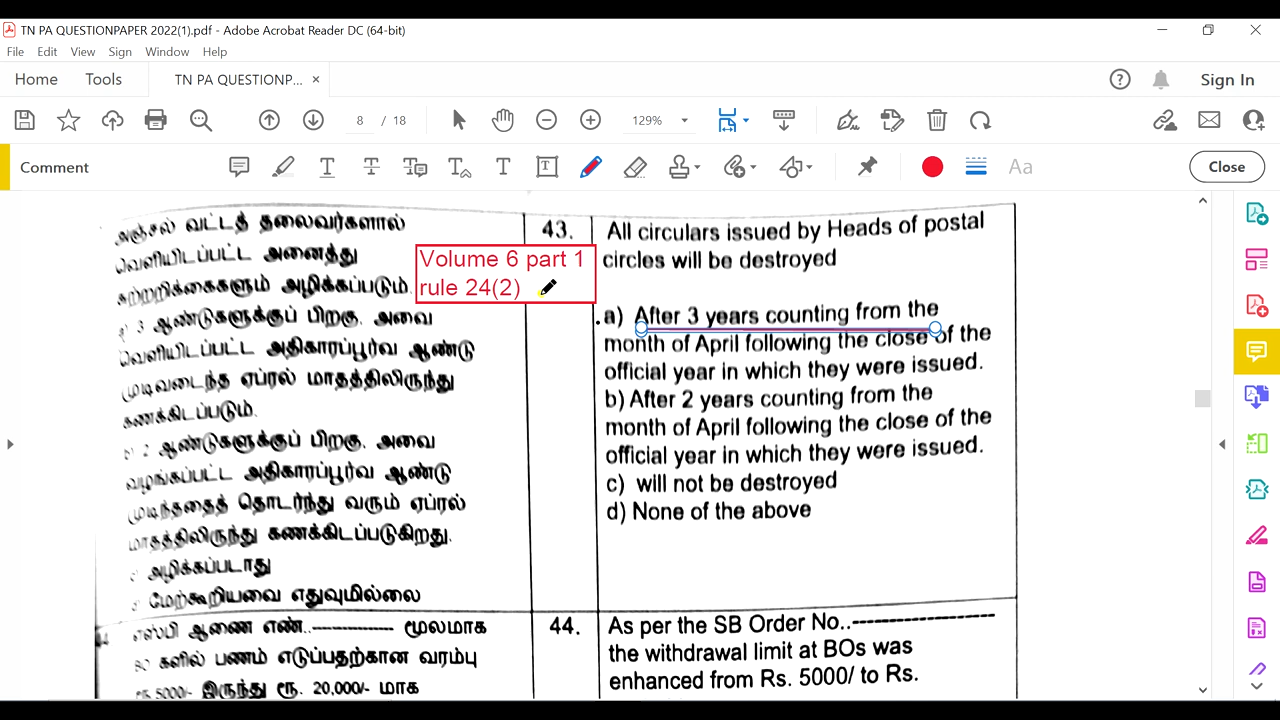 TN PA QUESTIONPAPER 2022(1).pdf - Adobe Acrobat Reader DC (64-bit)
File Edit View Sign Window Help
Home Tools TN PA QUESTIONP... × Sign In
8 / 18 129%
Comment Aa Close
அஞ்சல் வட்டத் தலைவர்களால்
வெளியிடப்பட்ட அனைத்து
சுற்றறிக்கைகளும் அழிக்கப்படும்.
3 ஆண்டுகளுக்குப் பிறகு. அவை
வெளியிடப்பட்ட அதிகாரப்பூர்வ ஆண்டு
முடிவடைந்த ஏப்ரல் மாதத்திலிருந்து
கணக்கிடப்படும்.
2 ஆண்டுகளுக்குப் பிறகு. அவை
வழங்கப்பட்ட அதிகாரப்பூர்வ ஆண்டு
முடிந்ததைத் தொடர்ந்து வரும் ஏப்ரல்
மாதத்திலிருந்து கணக்கிடப்படுகிறது.
அழிக்கப்படாது
மேற்கூறியவை எதுவுமில்லை
Volume 6 part 1
rule 24(2)
43. All circulars issued by Heads of postal
circles will be destroyed
a) After 3 years counting from the
month of April following the close of the
official year in which they were issued.
b) After 2 years counting from the
month of April following the close of the
official year in which they were issued.
c) will not be destroyed
d) None of the above
எஸ்பி ஆணை எண்..-------------- மூலமாக
BO களில் பணம் எடுப்பதற்கான வரம்பு
ரூ. 5000/- இருந்து ரூ. 20,000/- மாக
44. As per the SB Order No..------------------
the withdrawal limit at BOs was
enhanced from Rs. 5000/ to Rs.